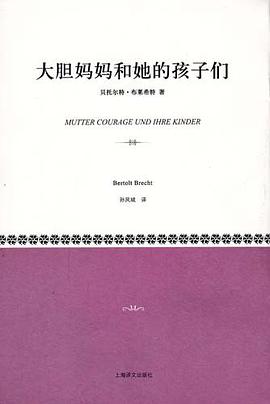 大胆妈妈和她的孩子们
贝托尔特·布莱希特 著
MUTTER COURAGE UND IHRE KINDER
Bertolt Brecht
孙凤城 译
上海译文出版社